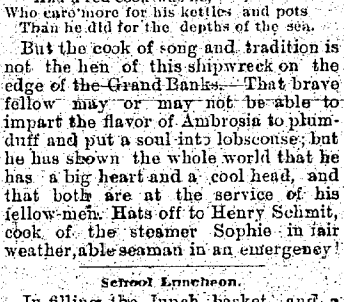 Who care more for his kettles and pots
Than he did for the depths of the sea.
But the cook of song and tradition is
not the hen of this shipwreck on the
edge of the Grand Banks. That brave
fellow may or may not be able to
impart the flavor of Ambrosia to plum-
duff and put a soul into lobsconse; but
he has shown the whole world that he
has a big heart and a cool head, and
that both are at the service of his
fellow-men. Hats off to Henry Schmit,
cook of the steamer Sophie in fair
weather, able seaman in an emergency!
School Luncheon.
In filling the lunch basket and a